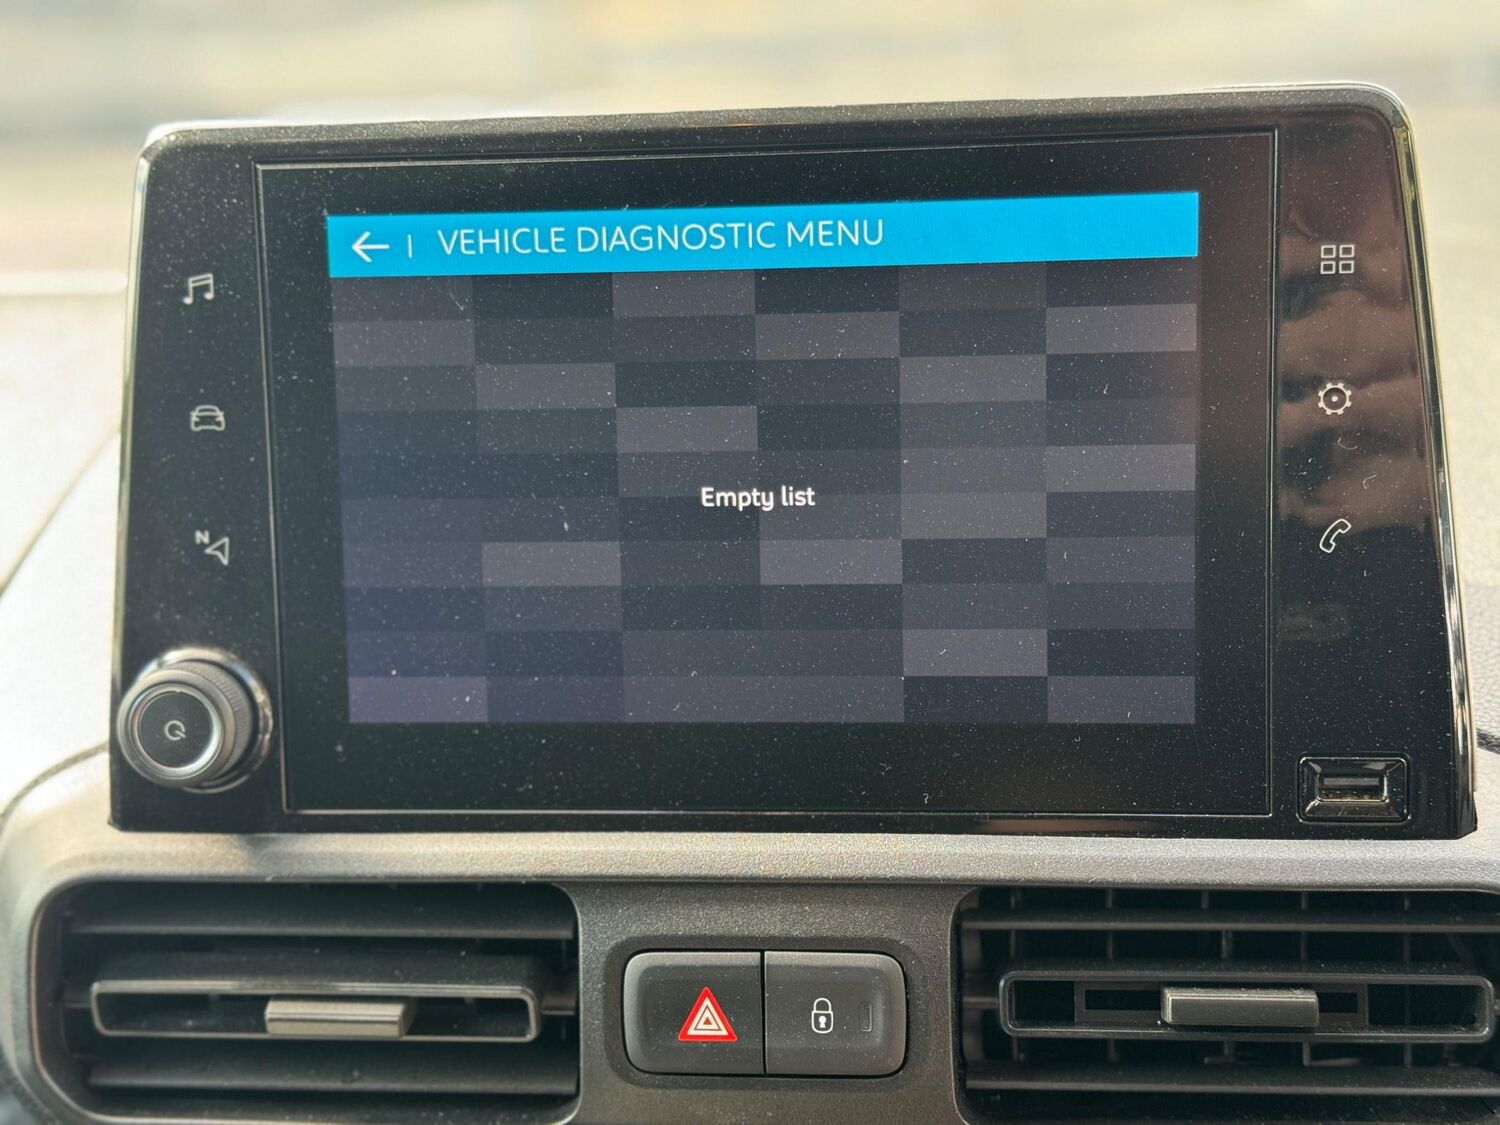 VEHICLE DIAGNOSTIC MENU
N
Empty list